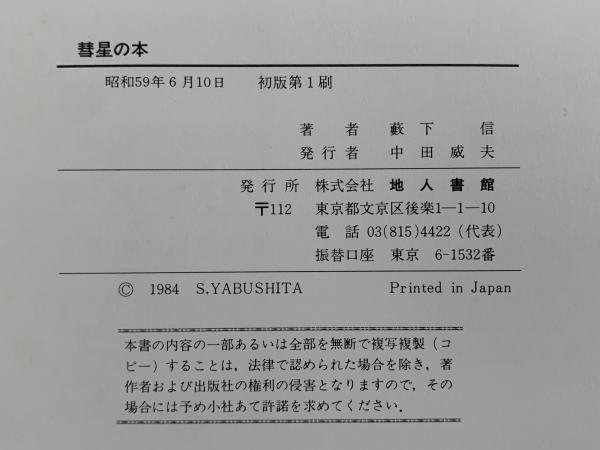 彗星の本
昭和59年6月10日 初版第1刷
著者 藪下 信
発行者 中田威夫
発行所 株式会社 地人書館
〒112 東京都文京区後楽1—1—10
電話 03(815)4422(代表)
振替口座 東京 6-1532番
© 1984 S.YABUSHITA Printed in Japan
本書の内容の一部あるいは全部を無断で複写複製(コ
ピー)することは,法律で認められた場合を除き,著
作者および出版社の権利の侵害となりますので,その
場合には予め小社あて許諾を求めてください.